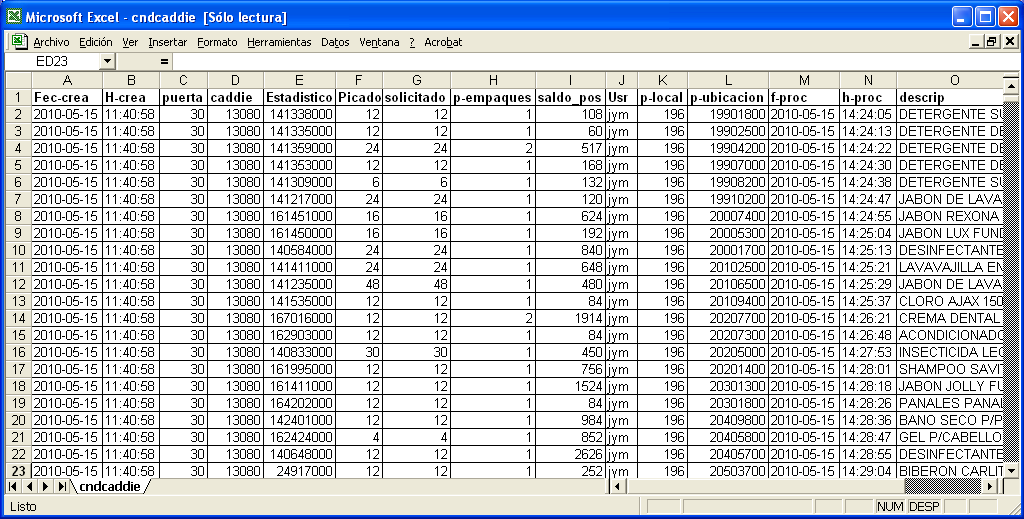 Microsoft Excel - cndcaddie [Sólo lectura]
Archivo Edición Ver Insertar Formato Herramientas Datos Ventana ? Acrobat
ED23 =
A B C D E F G H I J K L M N O
1 Fec-crea H-crea puerta caddie Estadistico Picado solicitado p-empaques saldo_pos Usr p-local p-ubicacion f-proc h-proc descrip
2 2010-05-15 11:40:58 30 13080 141338000 12 12 1 108 jym 196 19901800 2010-05-15 14:24:05 DETERGENTE SU
3 2010-05-15 11:40:58 30 13080 141335000 12 12 1 60 jym 196 19902500 2010-05-15 14:24:13 DETERGENTE DE
4 2010-05-15 11:40:58 30 13080 141359000 24 24 2 517 jym 196 19904200 2010-05-15 14:24:22 DETERGENTE DE
5 2010-05-15 11:40:58 30 13080 141353000 12 12 1 168 jym 196 19907000 2010-05-15 14:24:30 DETERGENTE DE
6 2010-05-15 11:40:58 30 13080 141309000 6 6 1 132 jym 196 19908200 2010-05-15 14:24:38 DETERGENTE SU
7 2010-05-15 11:40:58 30 13080 141217000 24 24 1 120 jym 196 19910200 2010-05-15 14:24:47 JABON DE LAVA
8 2010-05-15 11:40:58 30 13080 161451000 16 16 1 624 jym 196 20007400 2010-05-15 14:24:55 JABON REXONA
9 2010-05-15 11:40:58 30 13080 161450000 16 16 1 192 jym 196 20005300 2010-05-15 14:25:04 JABON LUX FUND
10 2010-05-15 11:40:58 30 13080 140584000 24 24 1 840 jym 196 20001700 2010-05-15 14:25:13 DESINFECTANTE
11 2010-05-15 11:40:58 30 13080 141411000 24 24 1 648 jym 196 20102500 2010-05-15 14:25:21 LAVAVAJILLA EN
12 2010-05-15 11:40:58 30 13080 141235000 48 48 1 480 jym 196 20106500 2010-05-15 14:25:29 JABON DE LAVA
13 2010-05-15 11:40:58 30 13080 141535000 12 12 1 84 jym 196 20109400 2010-05-15 14:25:37 CLORO AJAX 150
14 2010-05-15 11:40:58 30 13080 167016000 12 12 2 1914 jym 196 20207700 2010-05-15 14:26:21 CREMA DENTAL
15 2010-05-15 11:40:58 30 13080 162903000 12 12 1 84 jym 196 20207300 2010-05-15 14:26:48 ACONDICIONADO
16 2010-05-15 11:40:58 30 13080 140833000 30 30 1 450 jym 196 20205000 2010-05-15 14:27:53 INSECTICIDA LEO
17 2010-05-15 11:40:58 30 13080 161995000 12 12 1 756 jym 196 20201400 2010-05-15 14:28:01 SHAMPOO SAVIT
18 2010-05-15 11:40:58 30 13080 161411000 12 12 1 1524 jym 196 20301300 2010-05-15 14:28:18 JABON JOLLY FU
19 2010-05-15 11:40:58 30 13080 164202000 12 12 1 84 jym 196 20301800 2010-05-15 14:28:26 PANALES PANAL
20 2010-05-15 11:40:58 30 13080 142401000 12 12 1 984 jym 196 20409800 2010-05-15 14:28:36 BANO SECO P/P
21 2010-05-15 11:40:58 30 13080 162424000 4 4 1 852 jym 196 20405800 2010-05-15 14:28:47 GEL P/CABELLO
22 2010-05-15 11:40:58 30 13080 140648000 12 12 1 2626 jym 196 20405700 2010-05-15 14:28:55 DESINFECTANTE
23 2010-05-15 11:40:58 30 13080 24917000 12 12 1 252 jym 196 20503700 2010-05-15 14:29:04 BIBERON CARLIT
cndcaddie
Listo NUM DESP